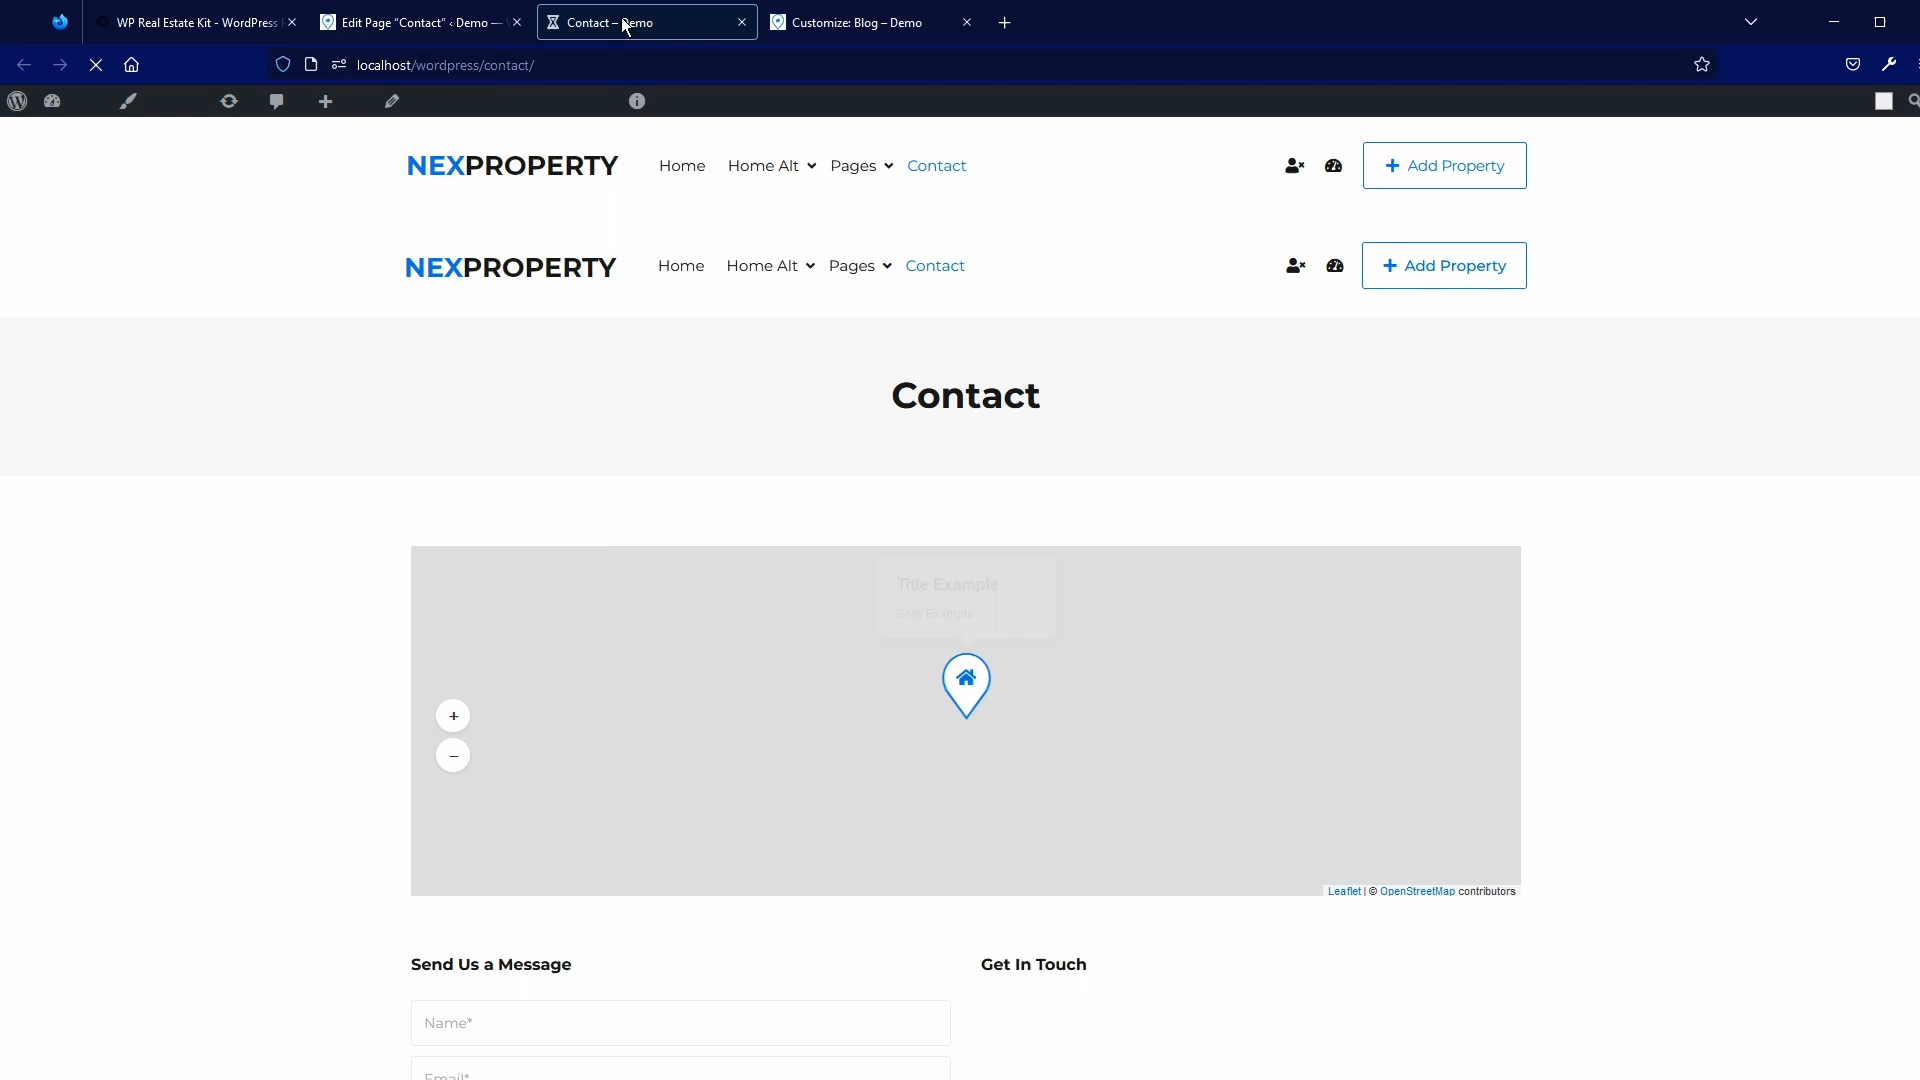 WP Real Estate Kit - WordPress
Edit Page “Contact” ‹ Demo —
Contact – Demo
Customize: Blog – Demo
localhost/wordpress/contact/
NEXPROPERTY
Home
Home Alt
Pages
Contact
Add Property
NEXPROPERTY
Home
Home Alt
Pages
Contact
Add Property
Contact
Title Example
Body Example
+
−
Leaflet | © OpenStreetMap contributors
Send Us a Message
Get In Touch
Name*
Email*